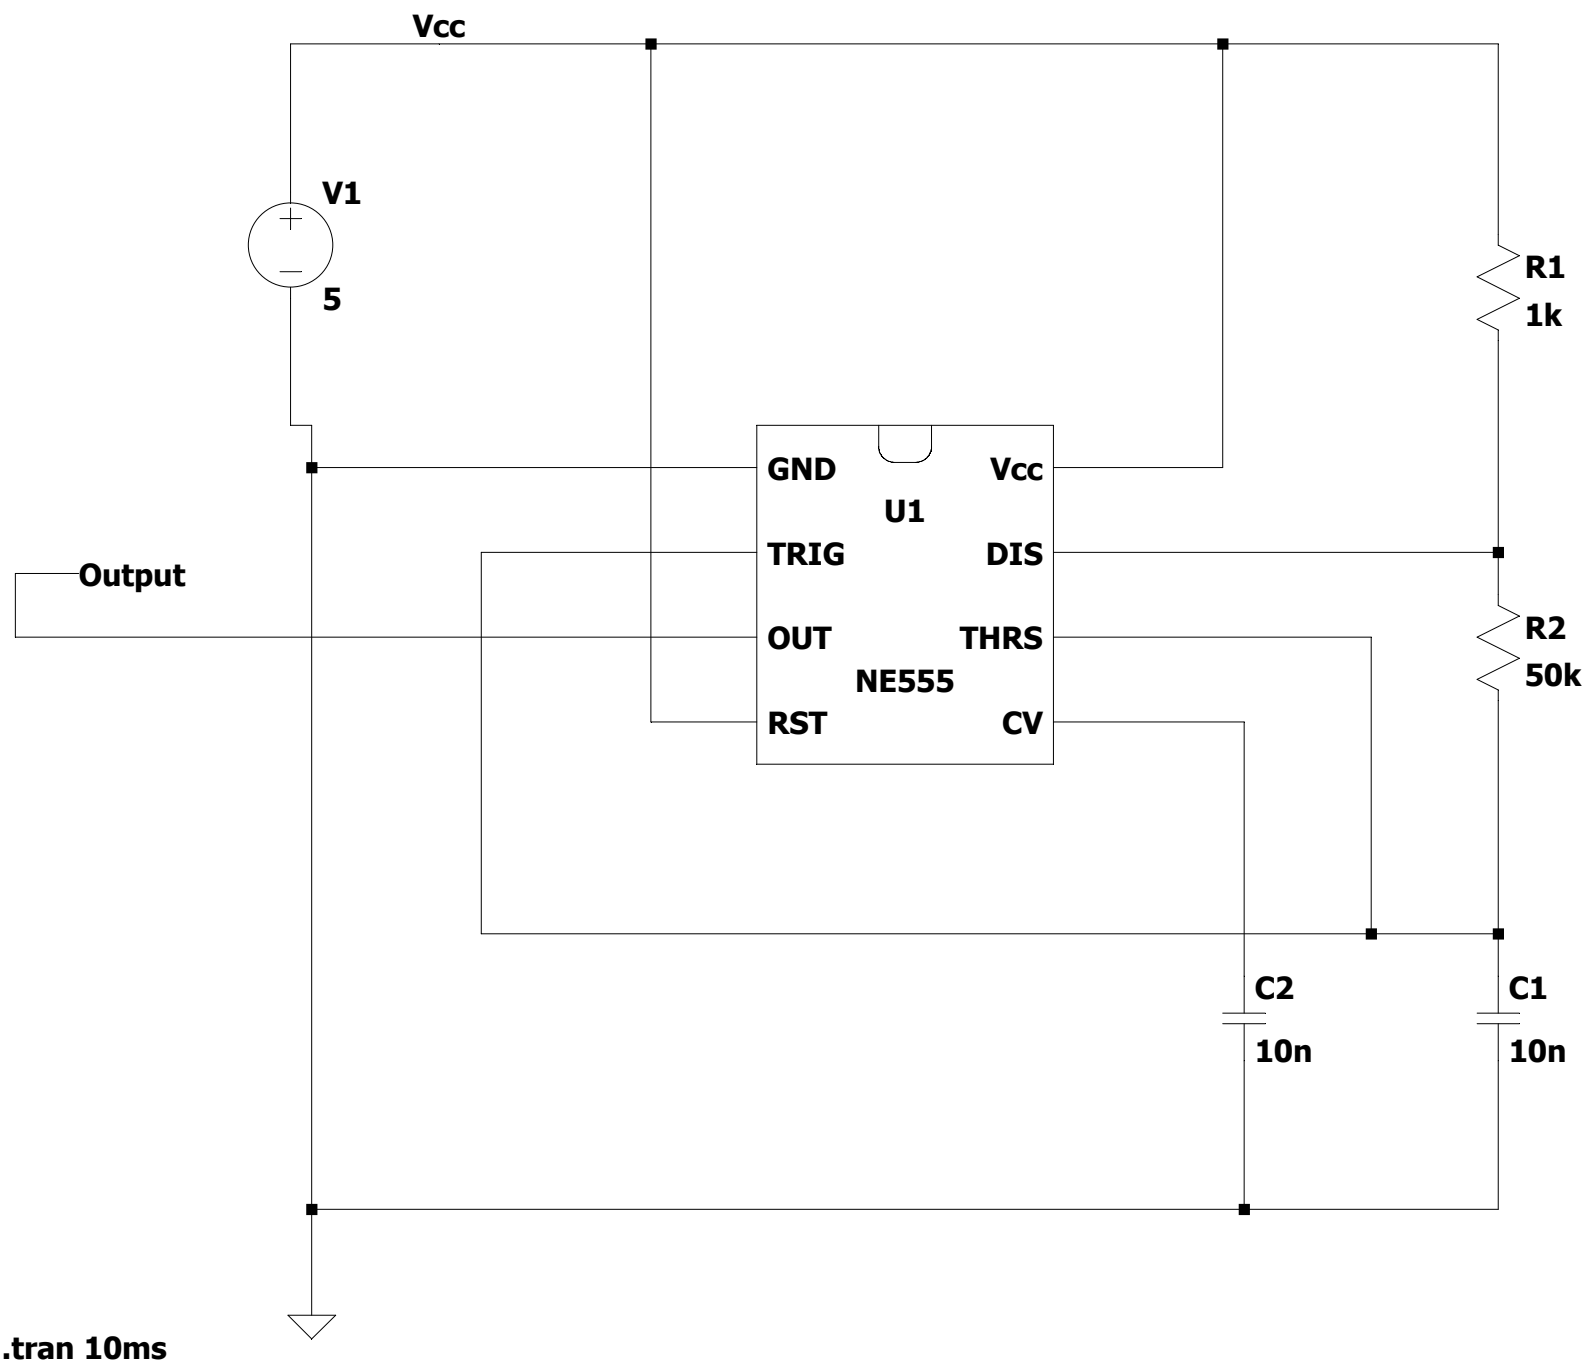 Vcc
V1
5
R1
1k
GND
Vcc
U1
TRIG
DIS
Output
OUT
THRS
R2
50k
NE555
RST
CV
C2
10n
C1
10n
.tran 10ms